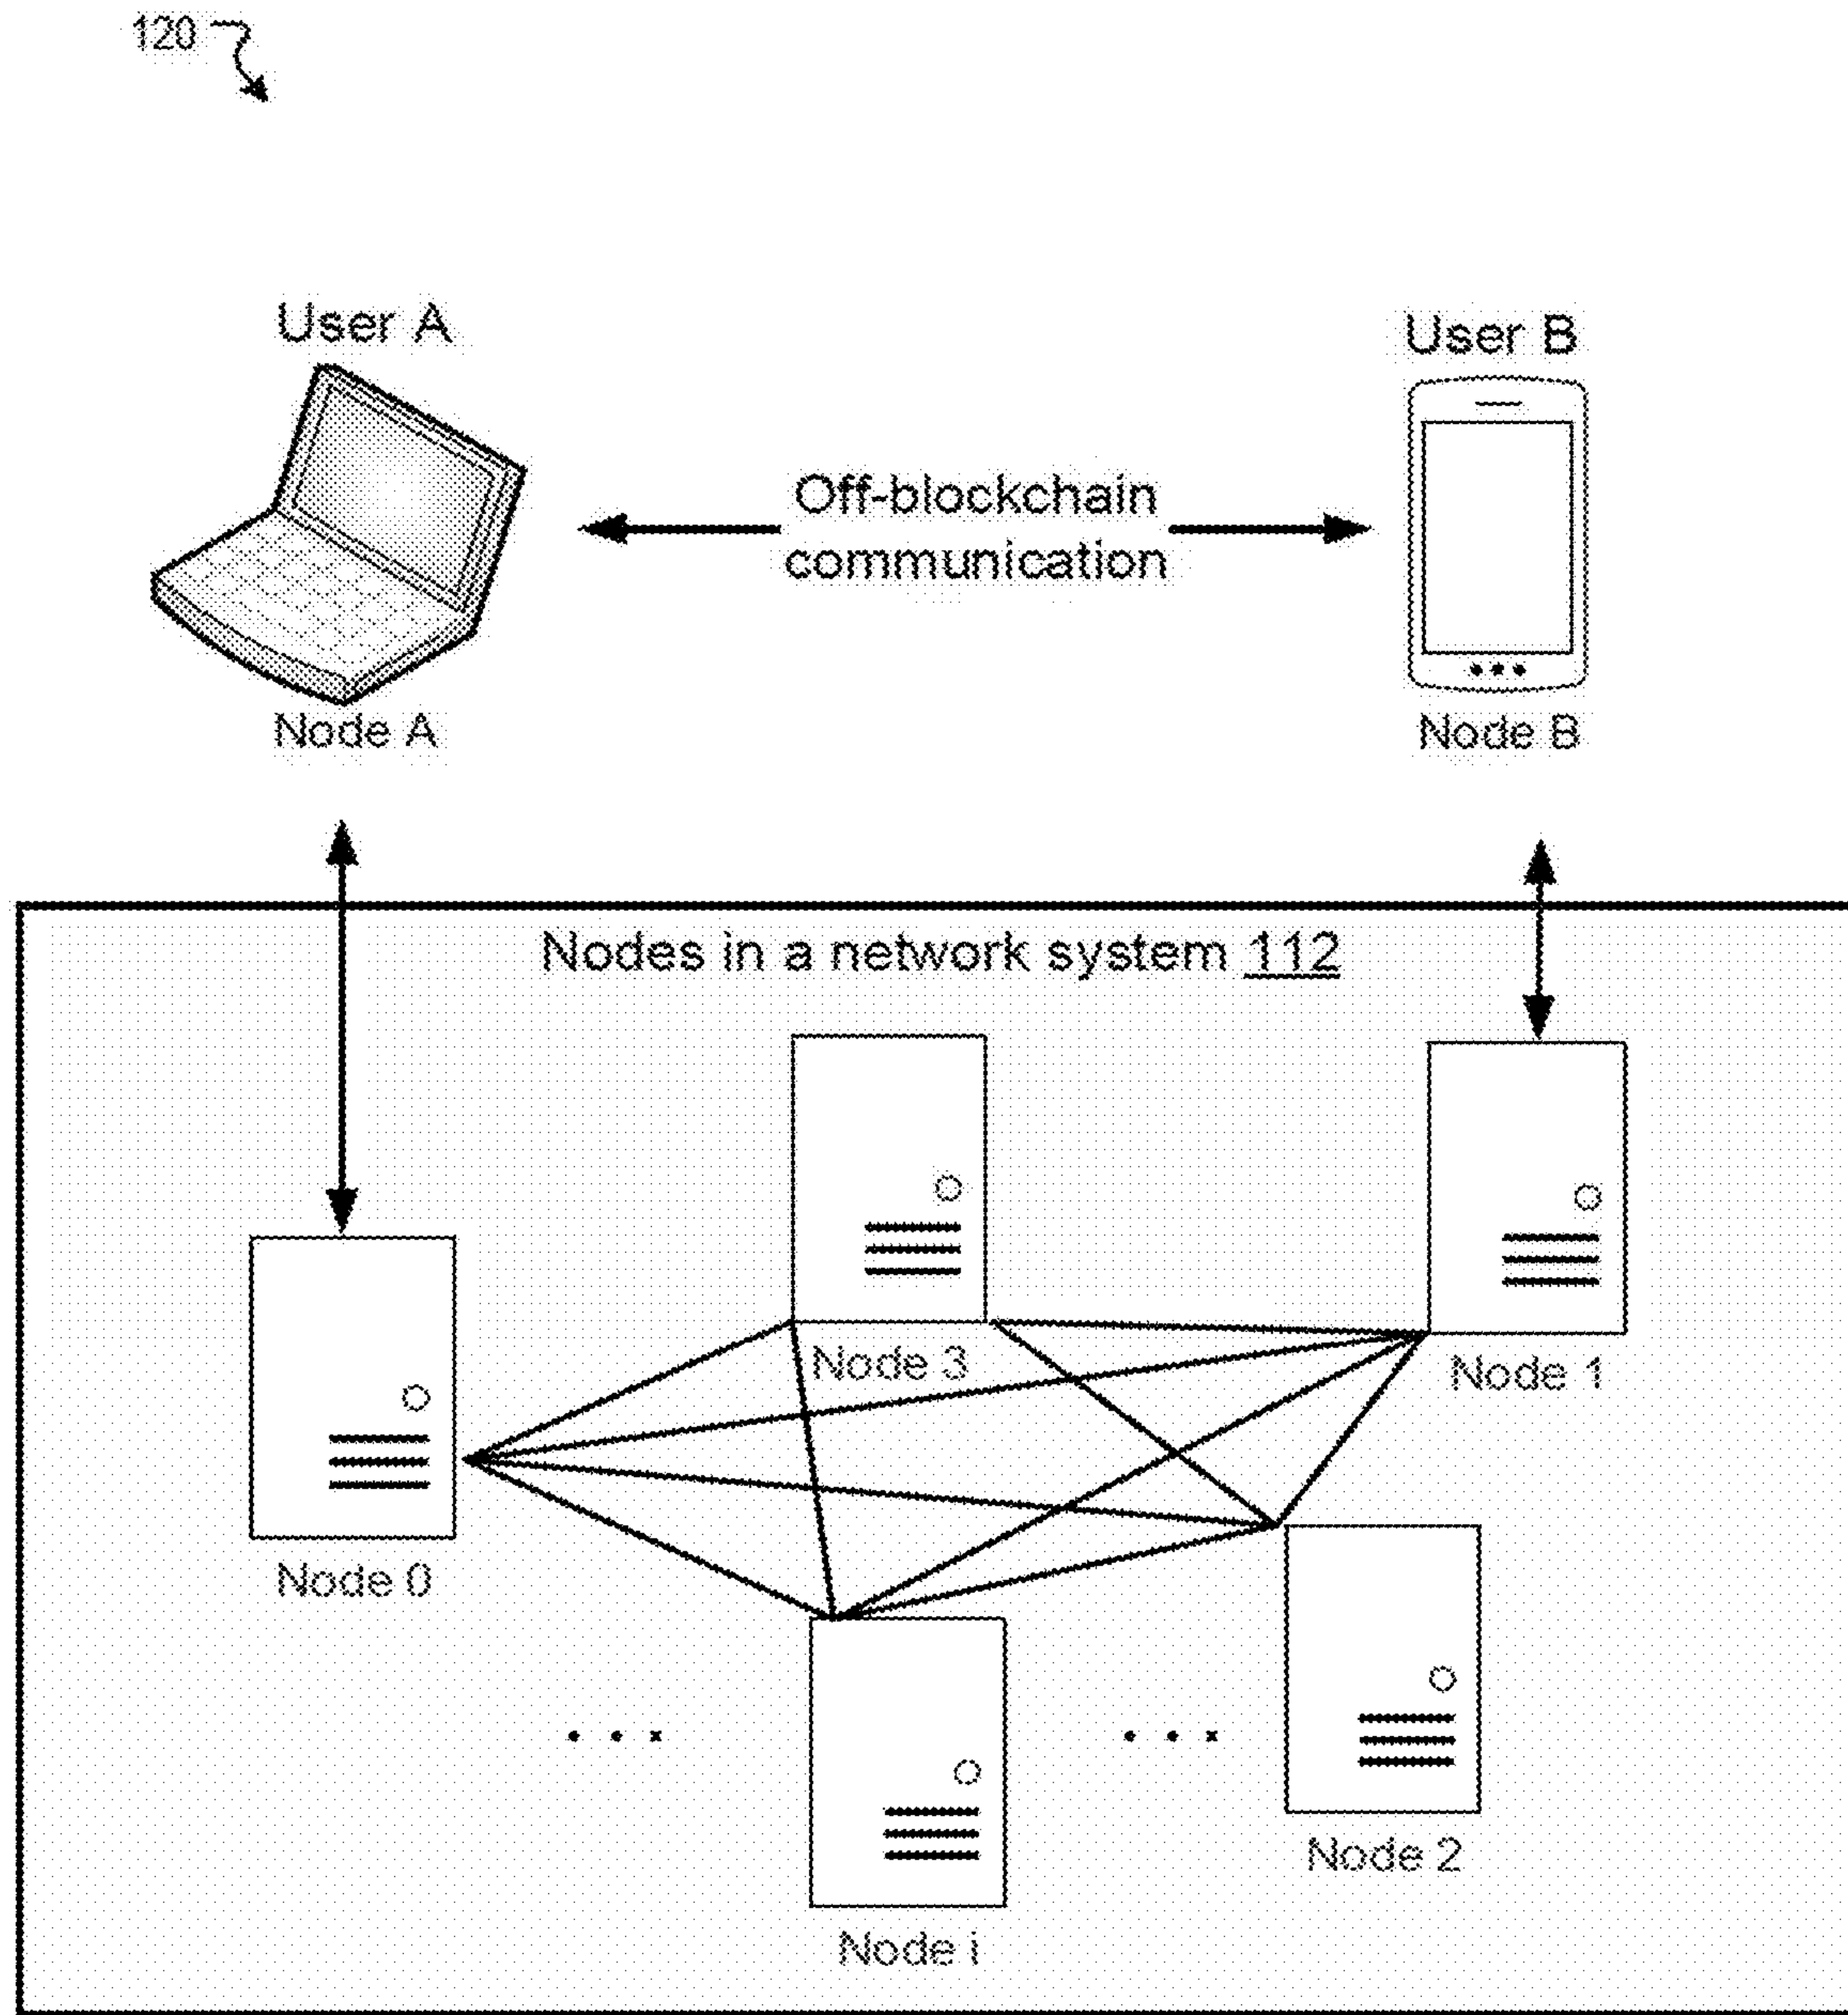 120
User A
User B
Off-blockchain
communication
Node A
Node B
Nodes in a network system 112
Node 3
Node 1
Node 0
Node 2
Node i